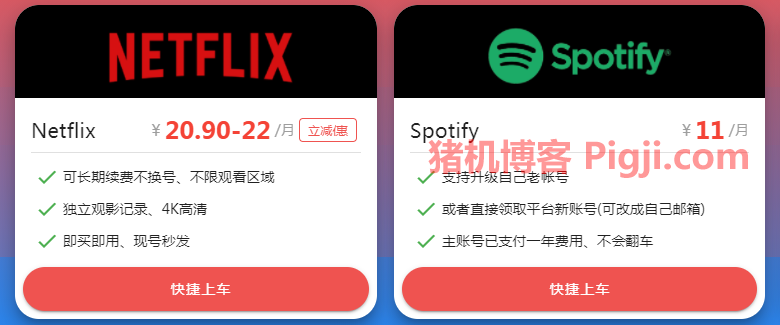 NETFLIX
Netflix
¥ 20.90-22 /月 立减惠
可长期续费不换号、不限观看区域
独立观影记录、4K高清
即买即用、现号秒发
快捷上车
Spotify®
Spotify
¥ 11 /月
猪机博客 Pigji.com
支持升级自己老帐号
或者直接领取平台新账号(可改成自己邮箱)
主账号已支付一年费用、不会翻车
快捷上车